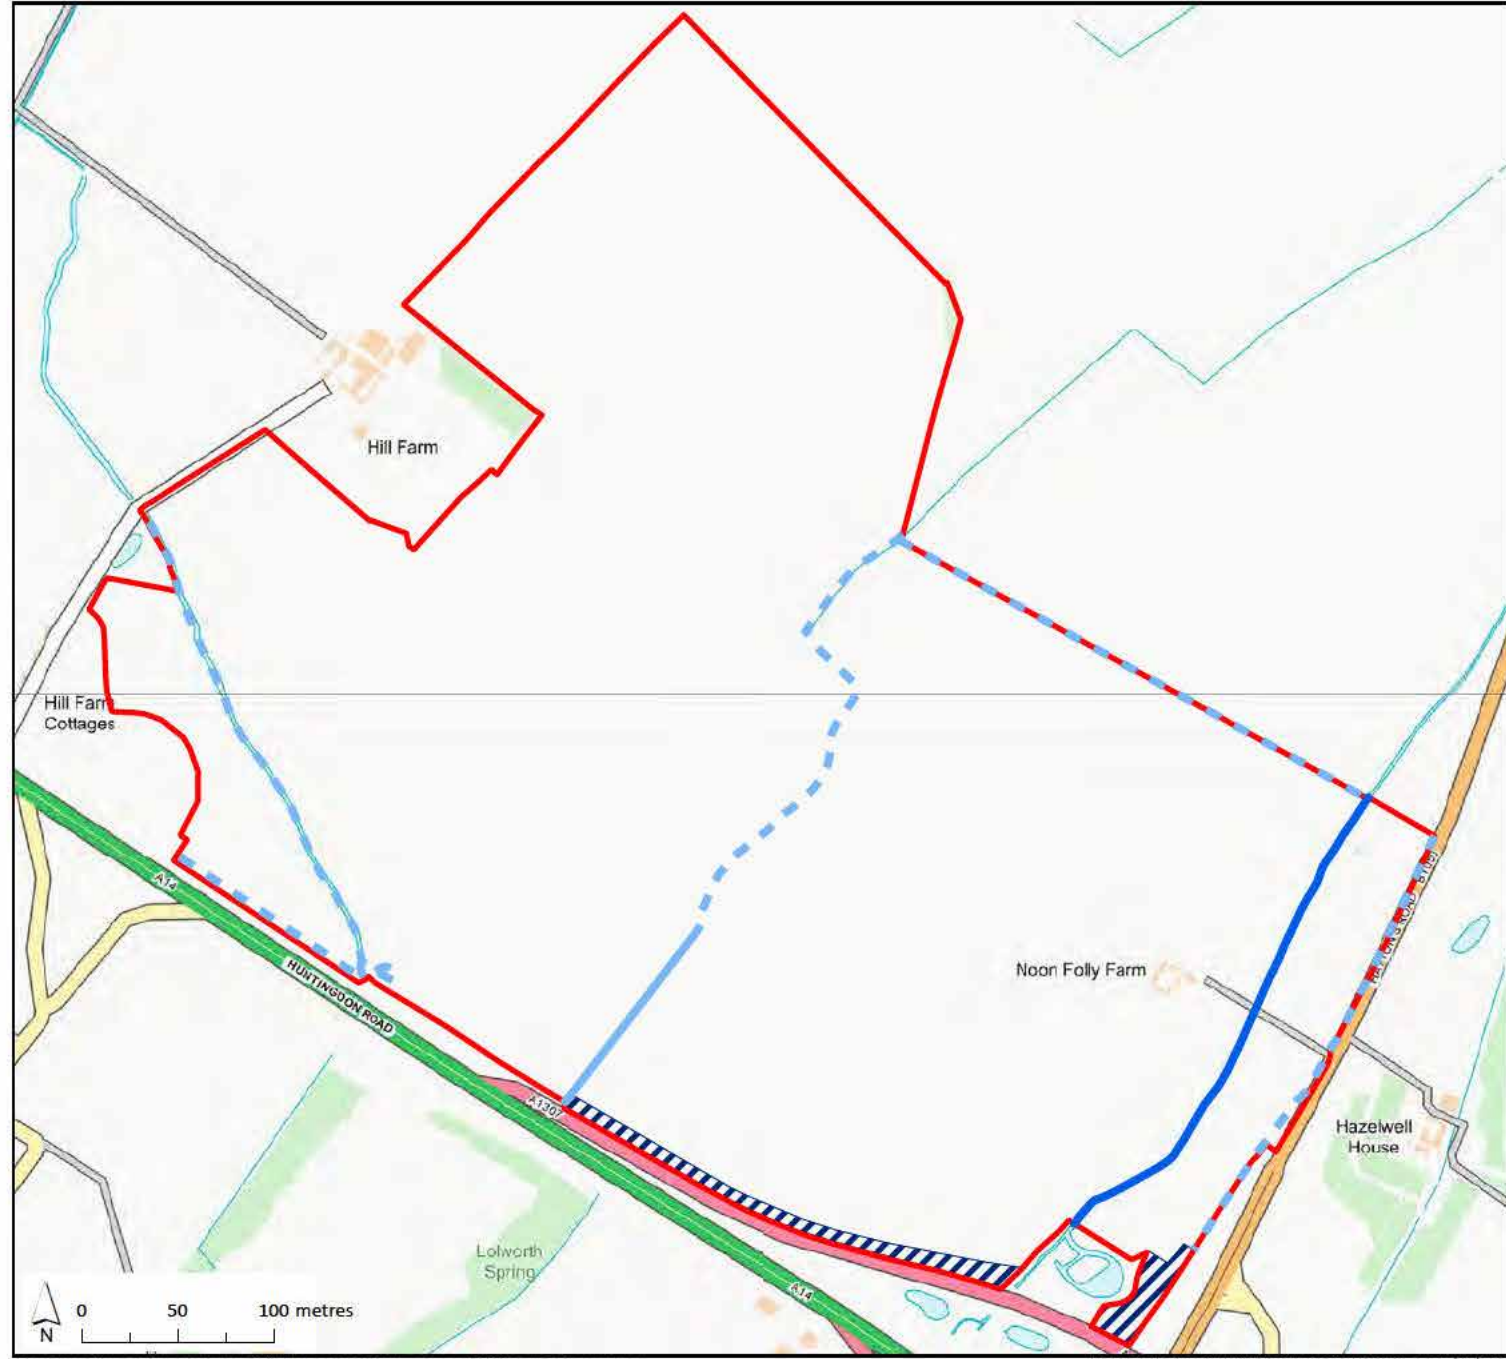 Hill Farm
Hill Farm
Cottages
A14
HUNTINGDON ROAD
Noon Folly Farm
A1307
Hazelwell
House
Lolworth
Spring
A14
0 50 100 metres
N